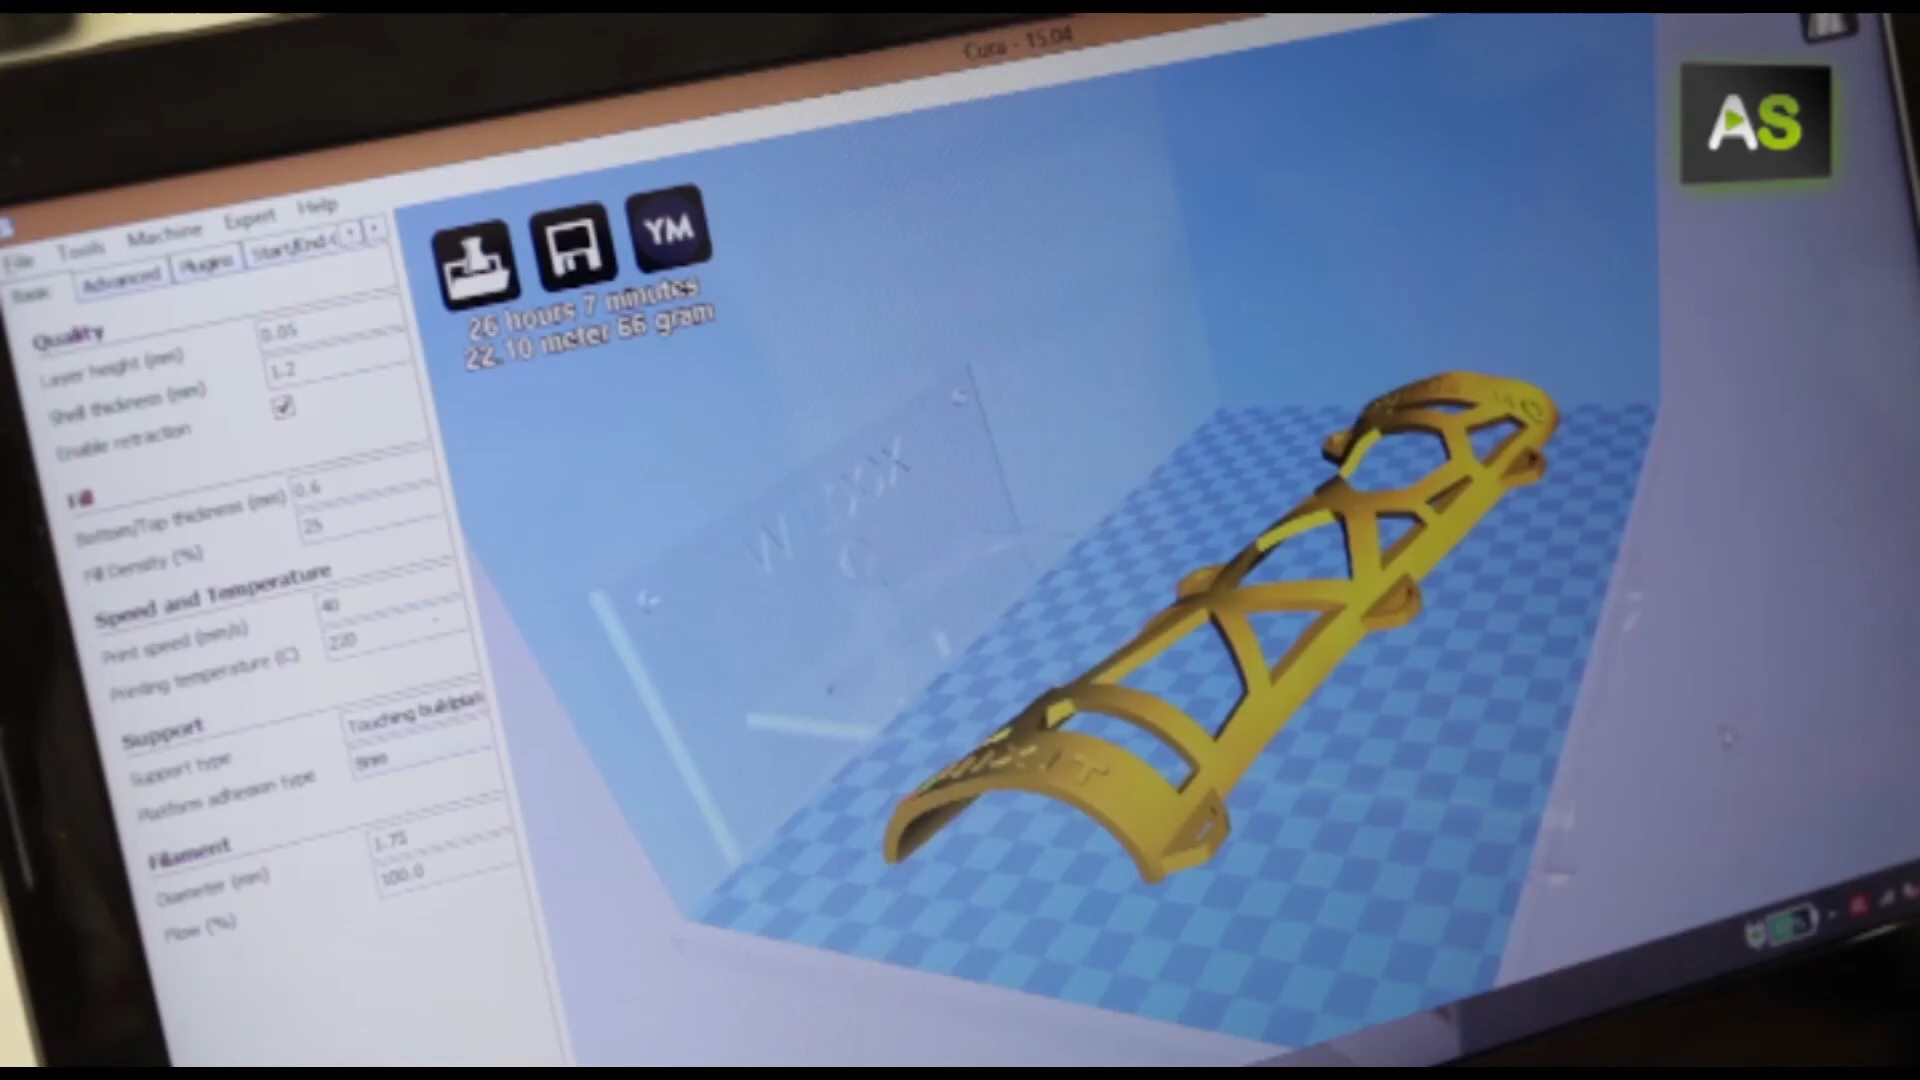 Cura - 15.04
AS
File Tools Machine Expert Help
Basic Advanced Plugins Start/End-
YM
26 hours 7 minutes
22.10 meter 66 gram
Quality
Layer height (mm) 0.05
Shell thickness (mm) 1.2
Enable retraction
Fill
Bottom/Top thickness (mm) 0.6
Fill Density (%) 25
Speed and Temperature
Print speed (mm/s) 40
Printing temperature (C) 220
Support
Support type Touching buildplat
Platform adhesion type Brim
Filament
Diameter (mm) 1.75
Flow (%) 100.0